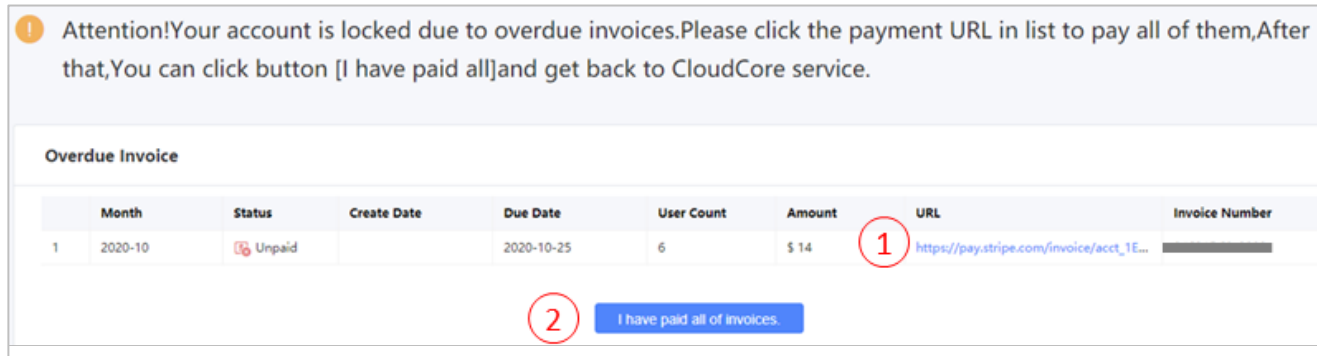 Attention!Your account is locked due to overdue invoices.Please click the payment URL in list to pay all of them,After
that,You can click button [I have paid all]and get back to CloudCore service.
Overdue Invoice
Month Status Create Date Due Date User Count Amount URL Invoice Number
1 2020-10 Unpaid 2020-10-25 6 $ 14 1 https://pay.stripe.com/invoice/acct_1E...
2 I have paid all of invoices.